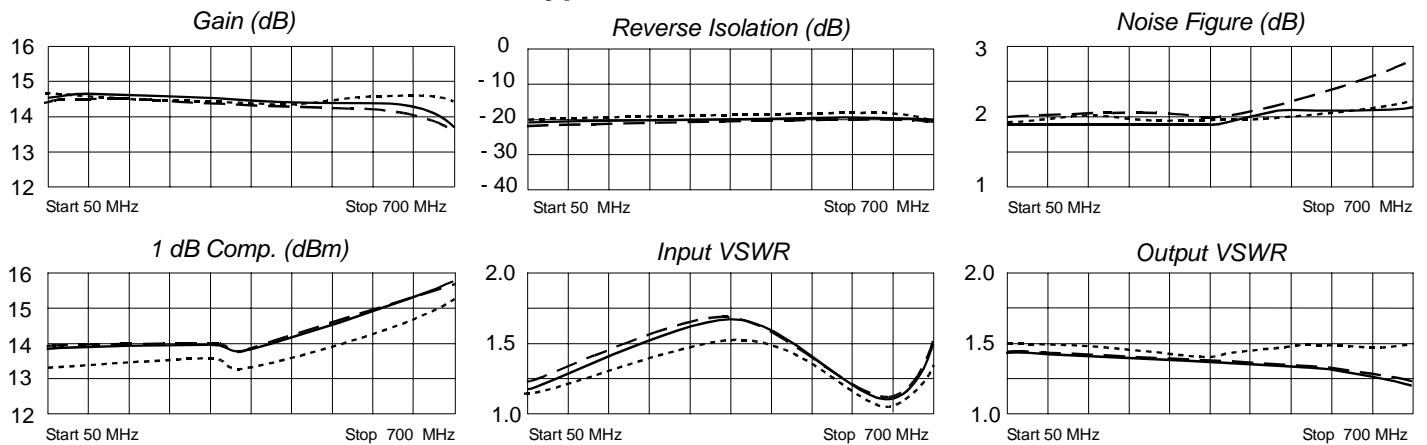 Gain (dB)
16
15
14
13
12
Start 50 MHz
Stop 700 MHz
Reverse Isolation (dB)
0
- 10
- 20
- 30
- 40
Start 50 MHz
Stop 700 MHz
Noise Figure (dB)
3
2
1
Start 50 MHz
Stop 700 MHz
1 dB Comp. (dBm)
16
15
14
13
12
Start 50 MHz
Stop 700 MHz
Input VSWR
2.0
1.5
1.0
Start 50 MHz
Stop 700 MHz
Output VSWR
2.0
1.5
1.0
Start 50 MHz
Stop 700 MHz